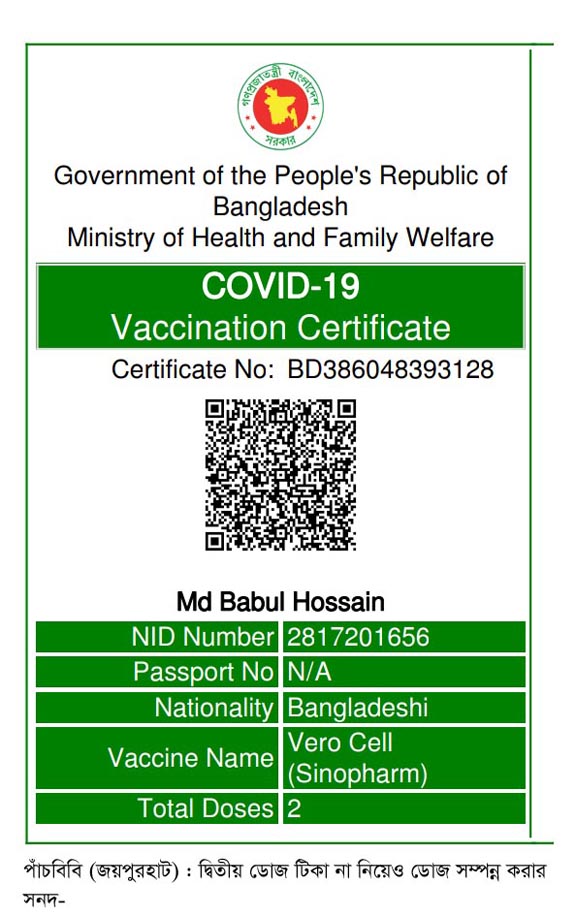 গণপ্রজাতন্ত্রী বাংলাদেশ
সরকার
Government of the People's Republic of
Bangladesh
Ministry of Health and Family Welfare
COVID-19
Vaccination Certificate
Certificate No: BD386048393128
Md Babul Hossain
NID Number 2817201656
Passport No N/A
Nationality Bangladeshi
Vaccine Name Vero Cell
(Sinopharm)
Total Doses 2
পাঁচবিবি (জয়পুরহাট) : দ্বিতীয় ডোজ টিকা না নিয়েও ডোজ সম্পন্ন করার
সনদ-